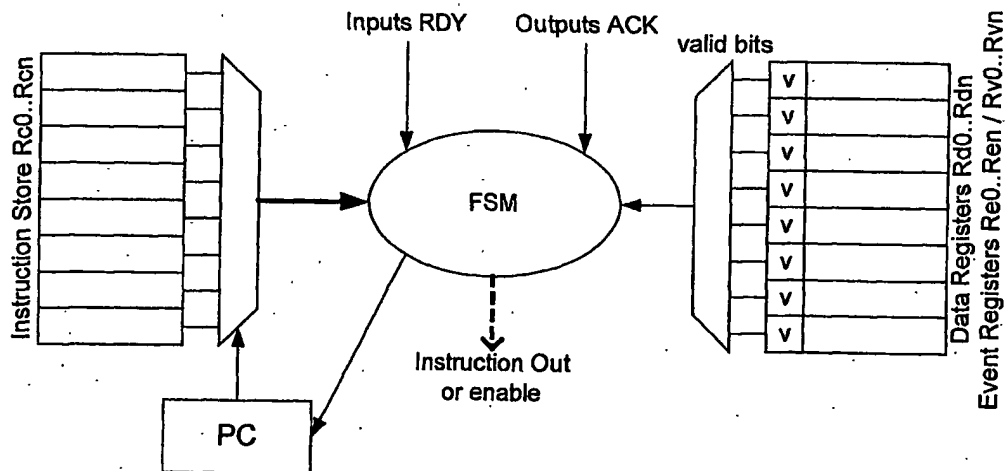 Inputs RDY
Outputs ACK
valid bits
Instruction Store Rc0..Rcn
FSM
V
V
V
V
V
V
V
V
Data Registers Rd0..Rdn
Event Registers Re0..Ren / Rv0..Rvn
Instruction Out
or enable
PC